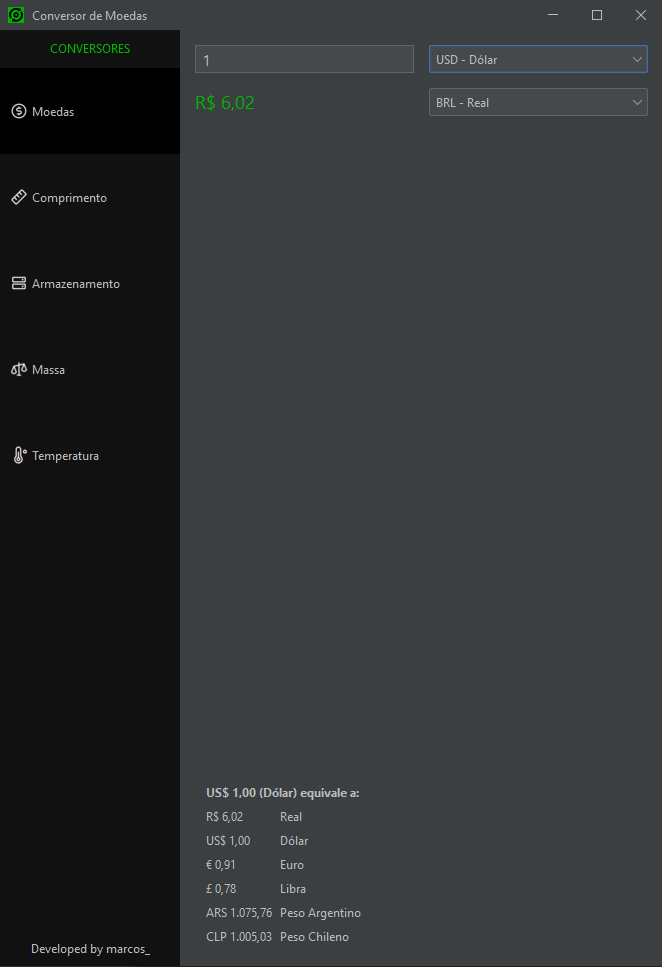 Conversor de Moedas
CONVERSORES
Moedas
Comprimento
Armazenamento
Massa
Temperatura
Developed by marcos_
1
USD - Dólar
R$ 6,02
BRL - Real
US$ 1,00 (Dólar) equivale a:
R$ 6,02 Real
US$ 1,00 Dólar
€ 0,91 Euro
£ 0,78 Libra
ARS 1.075,76 Peso Argentino
CLP 1.005,03 Peso Chileno